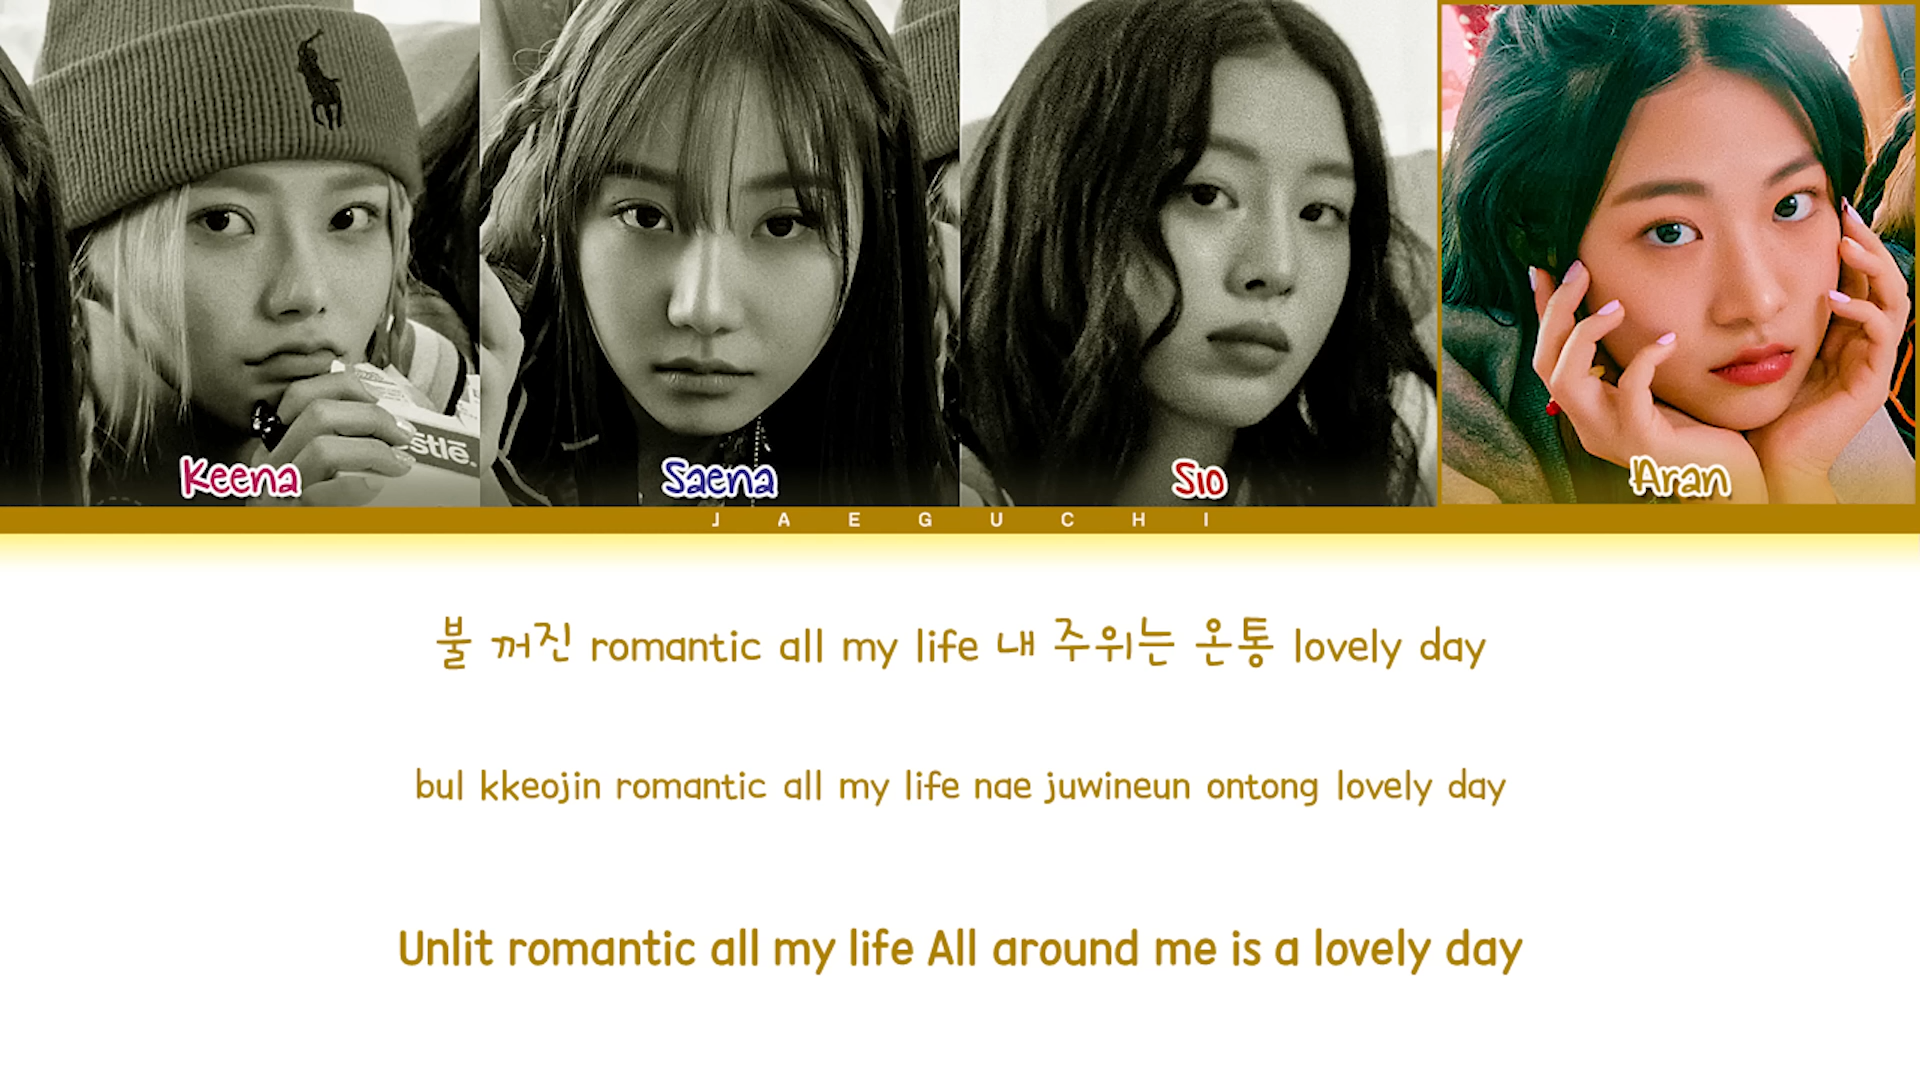 stlē.
Keena
Saena
Sio
Aran
JAEGUCHI
불 꺼진 romantic all my life 내 주위는 온통 lovely day
bul kkeojin romantic all my life nae juwineun ontong lovely day
Unlit romantic all my life All around me is a lovely day